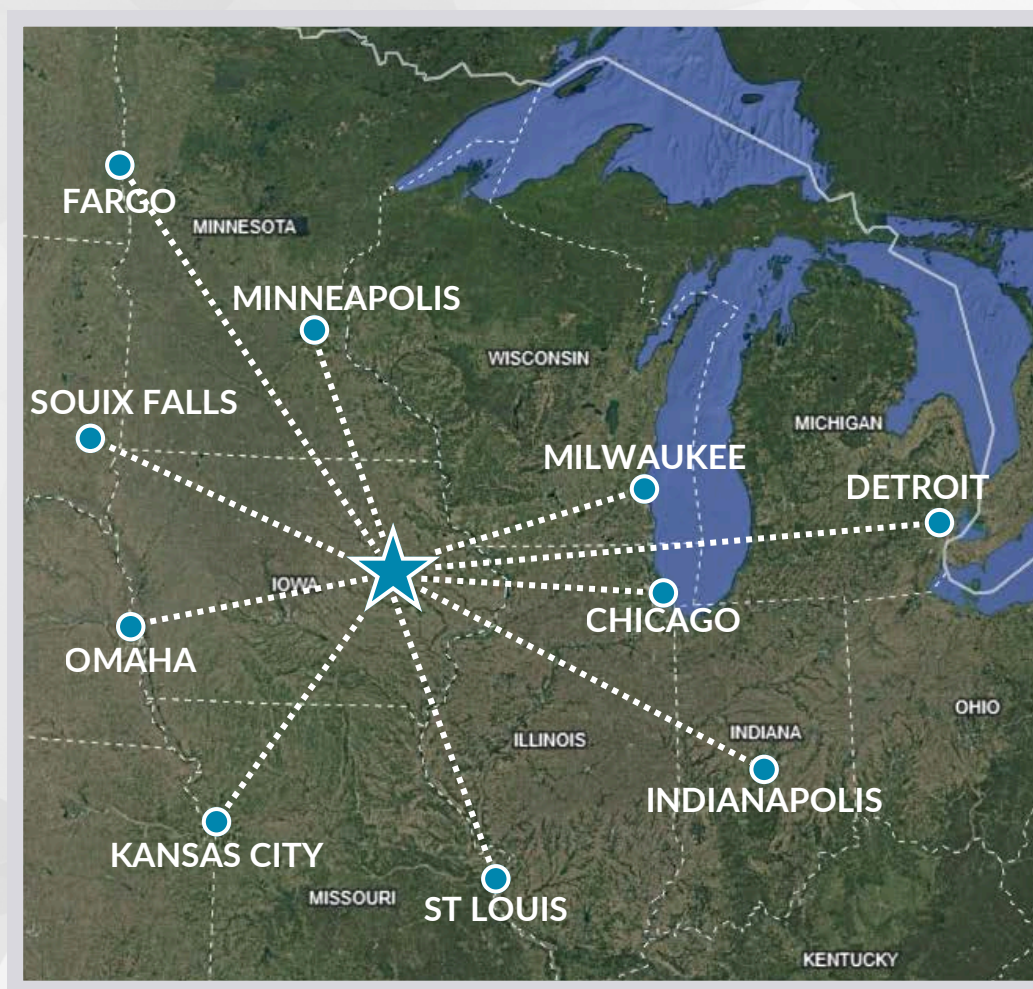 FARGO
MINNESOTA
MINNEAPOLIS
WISCONSIN
SOUIX FALLS
MICHIGAN
MILWAUKEE
DETROIT
IOWA
CHICAGO
OMAHA
OHIO
ILLINOIS
INDIANA
INDIANAPOLIS
KANSAS CITY
MISSOURI
ST LOUIS
KENTUCKY